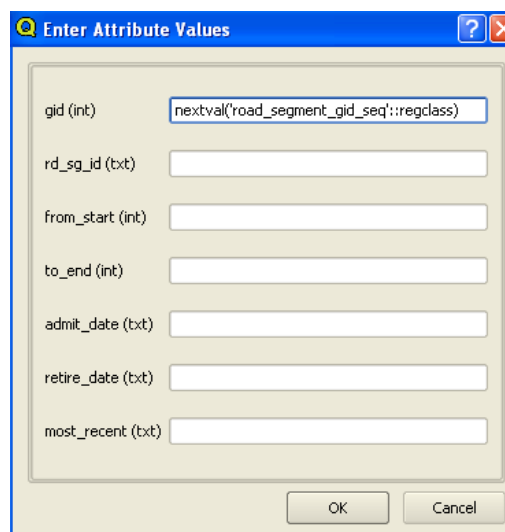 Enter Attribute Values
gid (int) nextval('road_segment_gid_seq'::regclass)
rd_sg_id (txt)
from_start (int)
to_end (int)
admit_date (txt)
retire_date (txt)
most_recent (txt)
OK Cancel